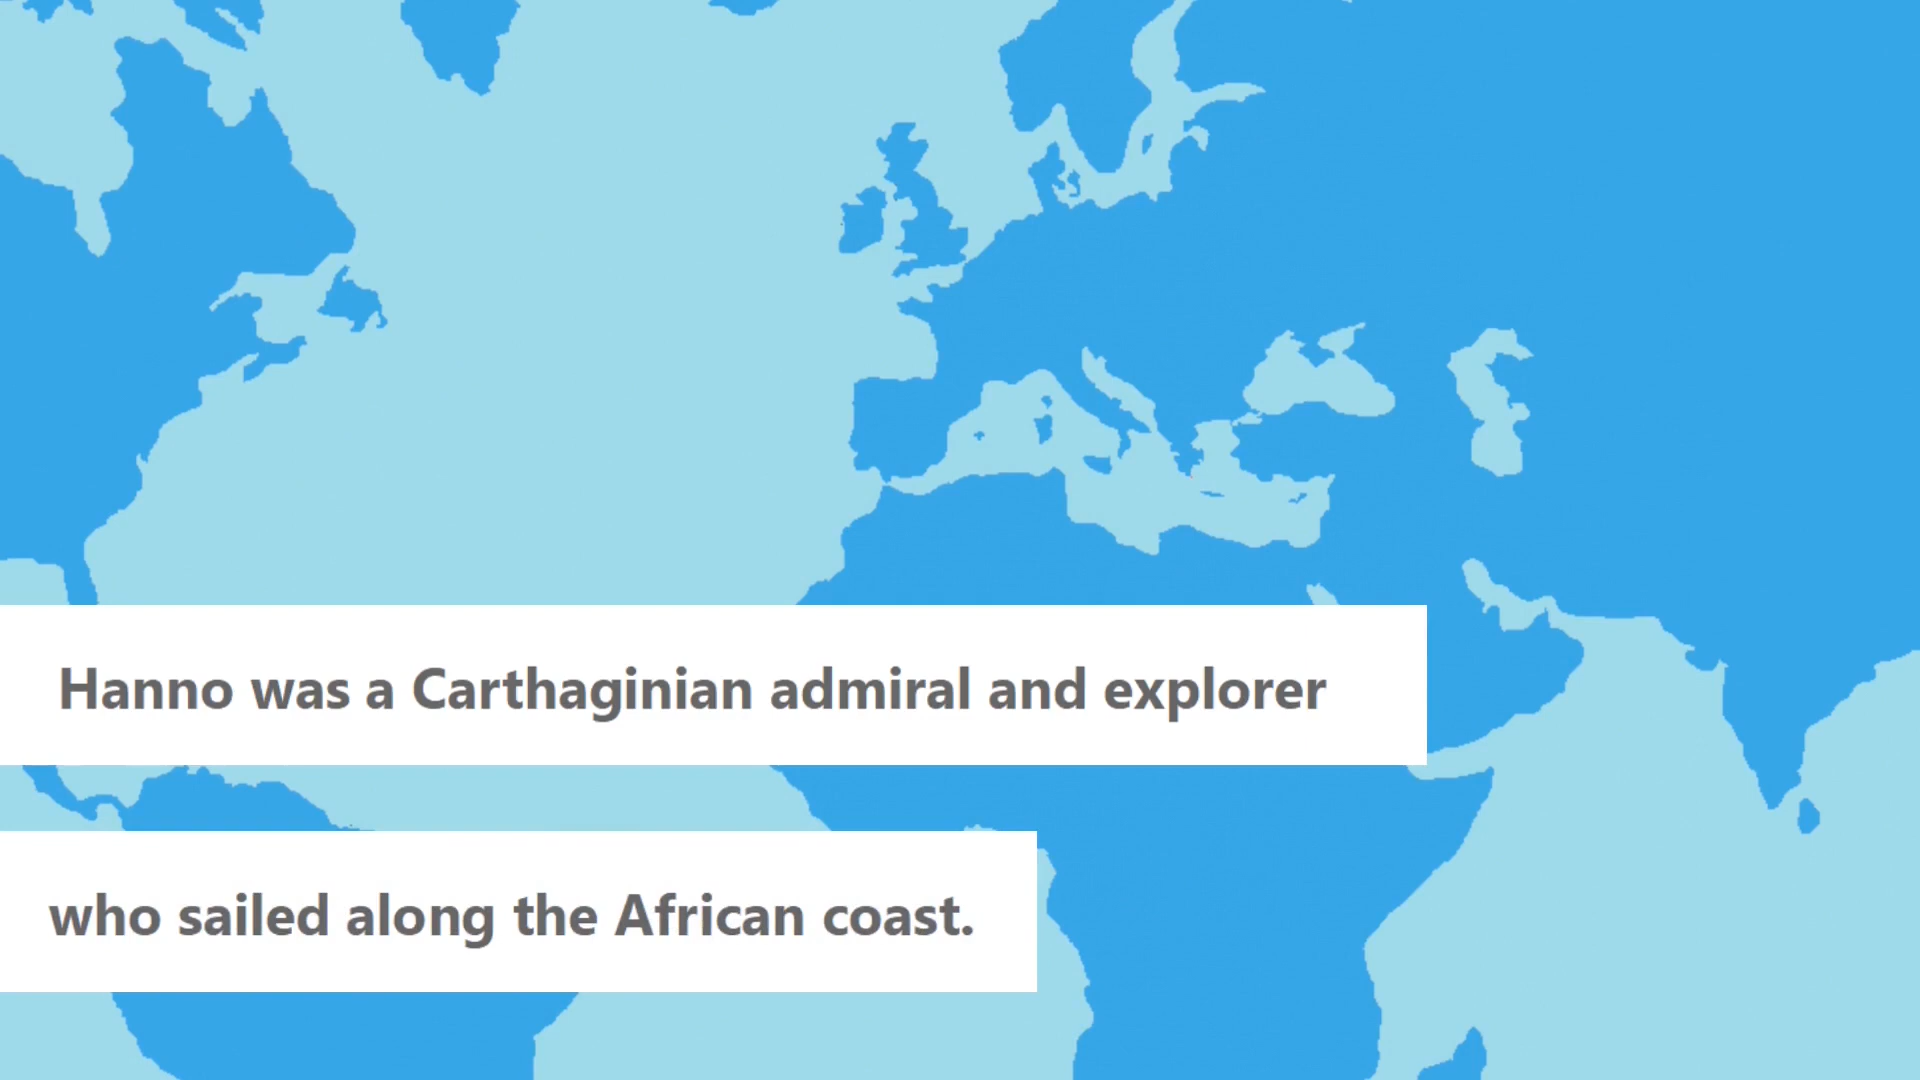 Hanno was a Carthaginian admiral and explorer
who sailed along the African coast.